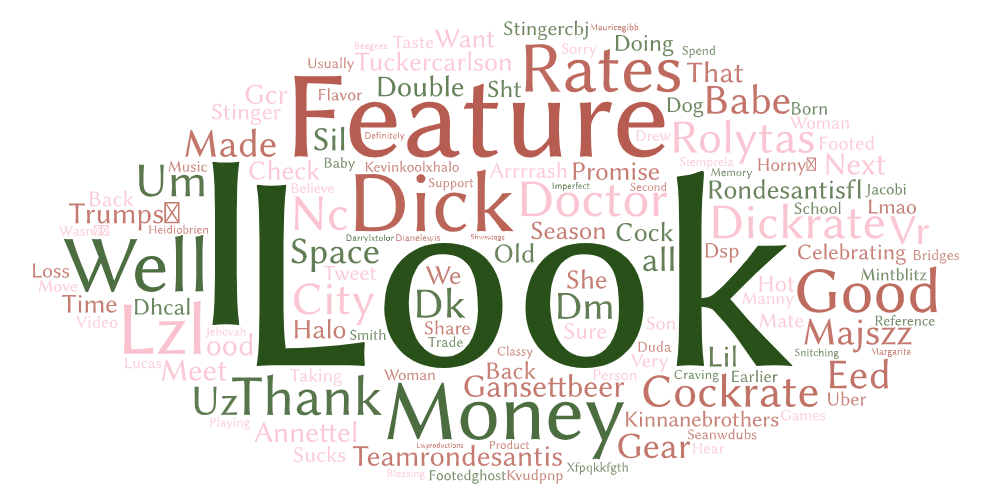 Stingercbj Mauricegibb
Beegees Taste Want Rates Sorry Doing Spend
Usually Tuckercarlson That
Gcr Flavor Double Sht Dog Babe Born
Stinger Feature Woman
Made Sil Definitely Drew Rolytas Footed
Music Check Baby Kevinkoolxhalo Arrrrash Promise Siemprela Horny Next
Um Believe Support Imperfect Second Memory
Back Dick Doctor Rondesantisfl Jacobi
Trumps Nc School Lmao
Wasn Heidiobrien Darrylxtolor Dianelewis Season Cock Dickrate Vr
Well I Look Space Old all Dsp Celebrating Bridges
Loss Tweet We She Hot Mintblitz
Move Time Dhcal City Dk Dm Manny Good
Video Lzl Halo Share Sure Son Mate Reference
Jehovah ood Smith Trade Majszz
Lucas Meet Classy Duda Very Lil Snitching Margarita
Taking Woman Back Person Craving Earlier Eed
Uz Thank Money Gansettbeer Cockrate Uber
Playing Kinnanebrothers Games
Annettel Seanwdubs
Sucks Lwproductions Product Gear Hear
Teamrondesantis Xfpqkkfgth
Blessing Footedghost Kvudpnp